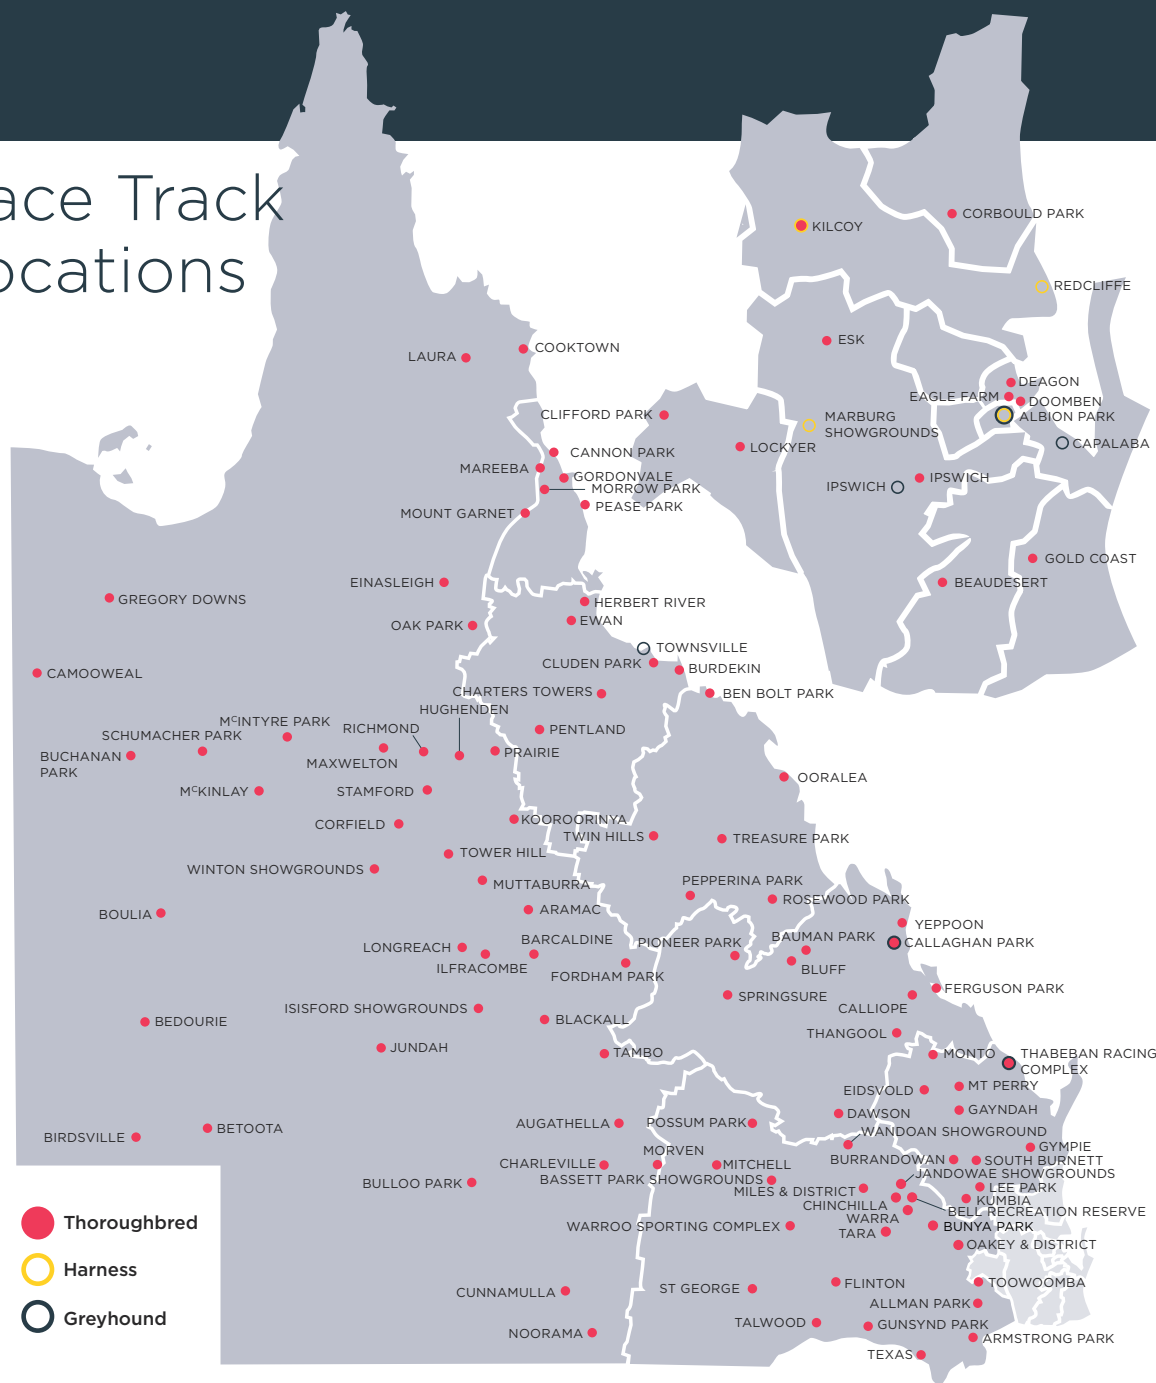 ace Track
ocations
CORBOULD PARK
KILCOY
REDCLIFFE
ESK
LAURA
COOKTOWN
DEAGON
EAGLE FARM
DOOMBEN
ALBION PARK
CLIFFORD PARK
MARBURG
SHOWGROUNDS
CAPALABA
LOCKYER
CANNON PARK
MAREEBA
GORDONVALE
MORROW PARK
IPSWICH
IPSWICH
PEASE PARK
MOUNT GARNET
GOLD COAST
EINASLEIGH
BEAUDESERT
GREGORY DOWNS
HERBERT RIVER
EWAN
OAK PARK
TOWNSVILLE
CLUDEN PARK
BURDEKIN
CAMOOWEAL
CHARTERS TOWERS
BEN BOLT PARK
HUGHENDEN
MCINTYRE PARK
RICHMOND
PENTLAND
SCHUMACHER PARK
PRAIRIE
BUCHANAN
PARK
MAXWELTON
OORALEA
MCKINLAY
STAMFORD
CORFIELD
KOOROORINYA
TWIN HILLS
TREASURE PARK
TOWER HILL
WINTON SHOWGROUNDS
MUTTABURRA
PEPPERINA PARK
ROSEWOOD PARK
BOULIA
ARAMAC
YEPPOON
BARCALDINE
PIONEER PARK
BAUMAN PARK
CALLAGHAN PARK
LONGREACH
ILFRACOMBE
FORDHAM PARK
BLUFF
FERGUSON PARK
SPRINGSURE
ISISFORD SHOWGROUNDS
CALLIOPE
BEDOURIE
BLACKALL
THANGOOL
JUNDAH
TAMBO
MONTO
THABEBAN RACING
COMPLEX
MT PERRY
EIDSVOLD
GAYNDAH
DAWSON
AUGATHELLA
POSSUM PARK
BETOOTA
WANDOAN SHOWGROUND
BIRDSVILLE
GYMPIE
MORVEN
BURRANDOWAN
SOUTH BURNETT
CHARLEVILLE
MITCHELL
JANDOWAE SHOWGROUNDS
BASSETT PARK SHOWGROUNDS
BULLOO PARK
LEE PARK
MILES & DISTRICT
KUMBIA
CHINCHILLA
BELL RECREATION RESERVE
WARRA
Thoroughbred
WARROO SPORTING COMPLEX
BUNYA PARK
TARA
OAKEY & DISTRICT
Harness
TOOWOOMBA
FLINTON
ST GEORGE
CUNNAMULLA
ALLMAN PARK
Greyhound
TALWOOD
GUNSYND PARK
NOORAMA
ARMSTRONG PARK
TEXAS